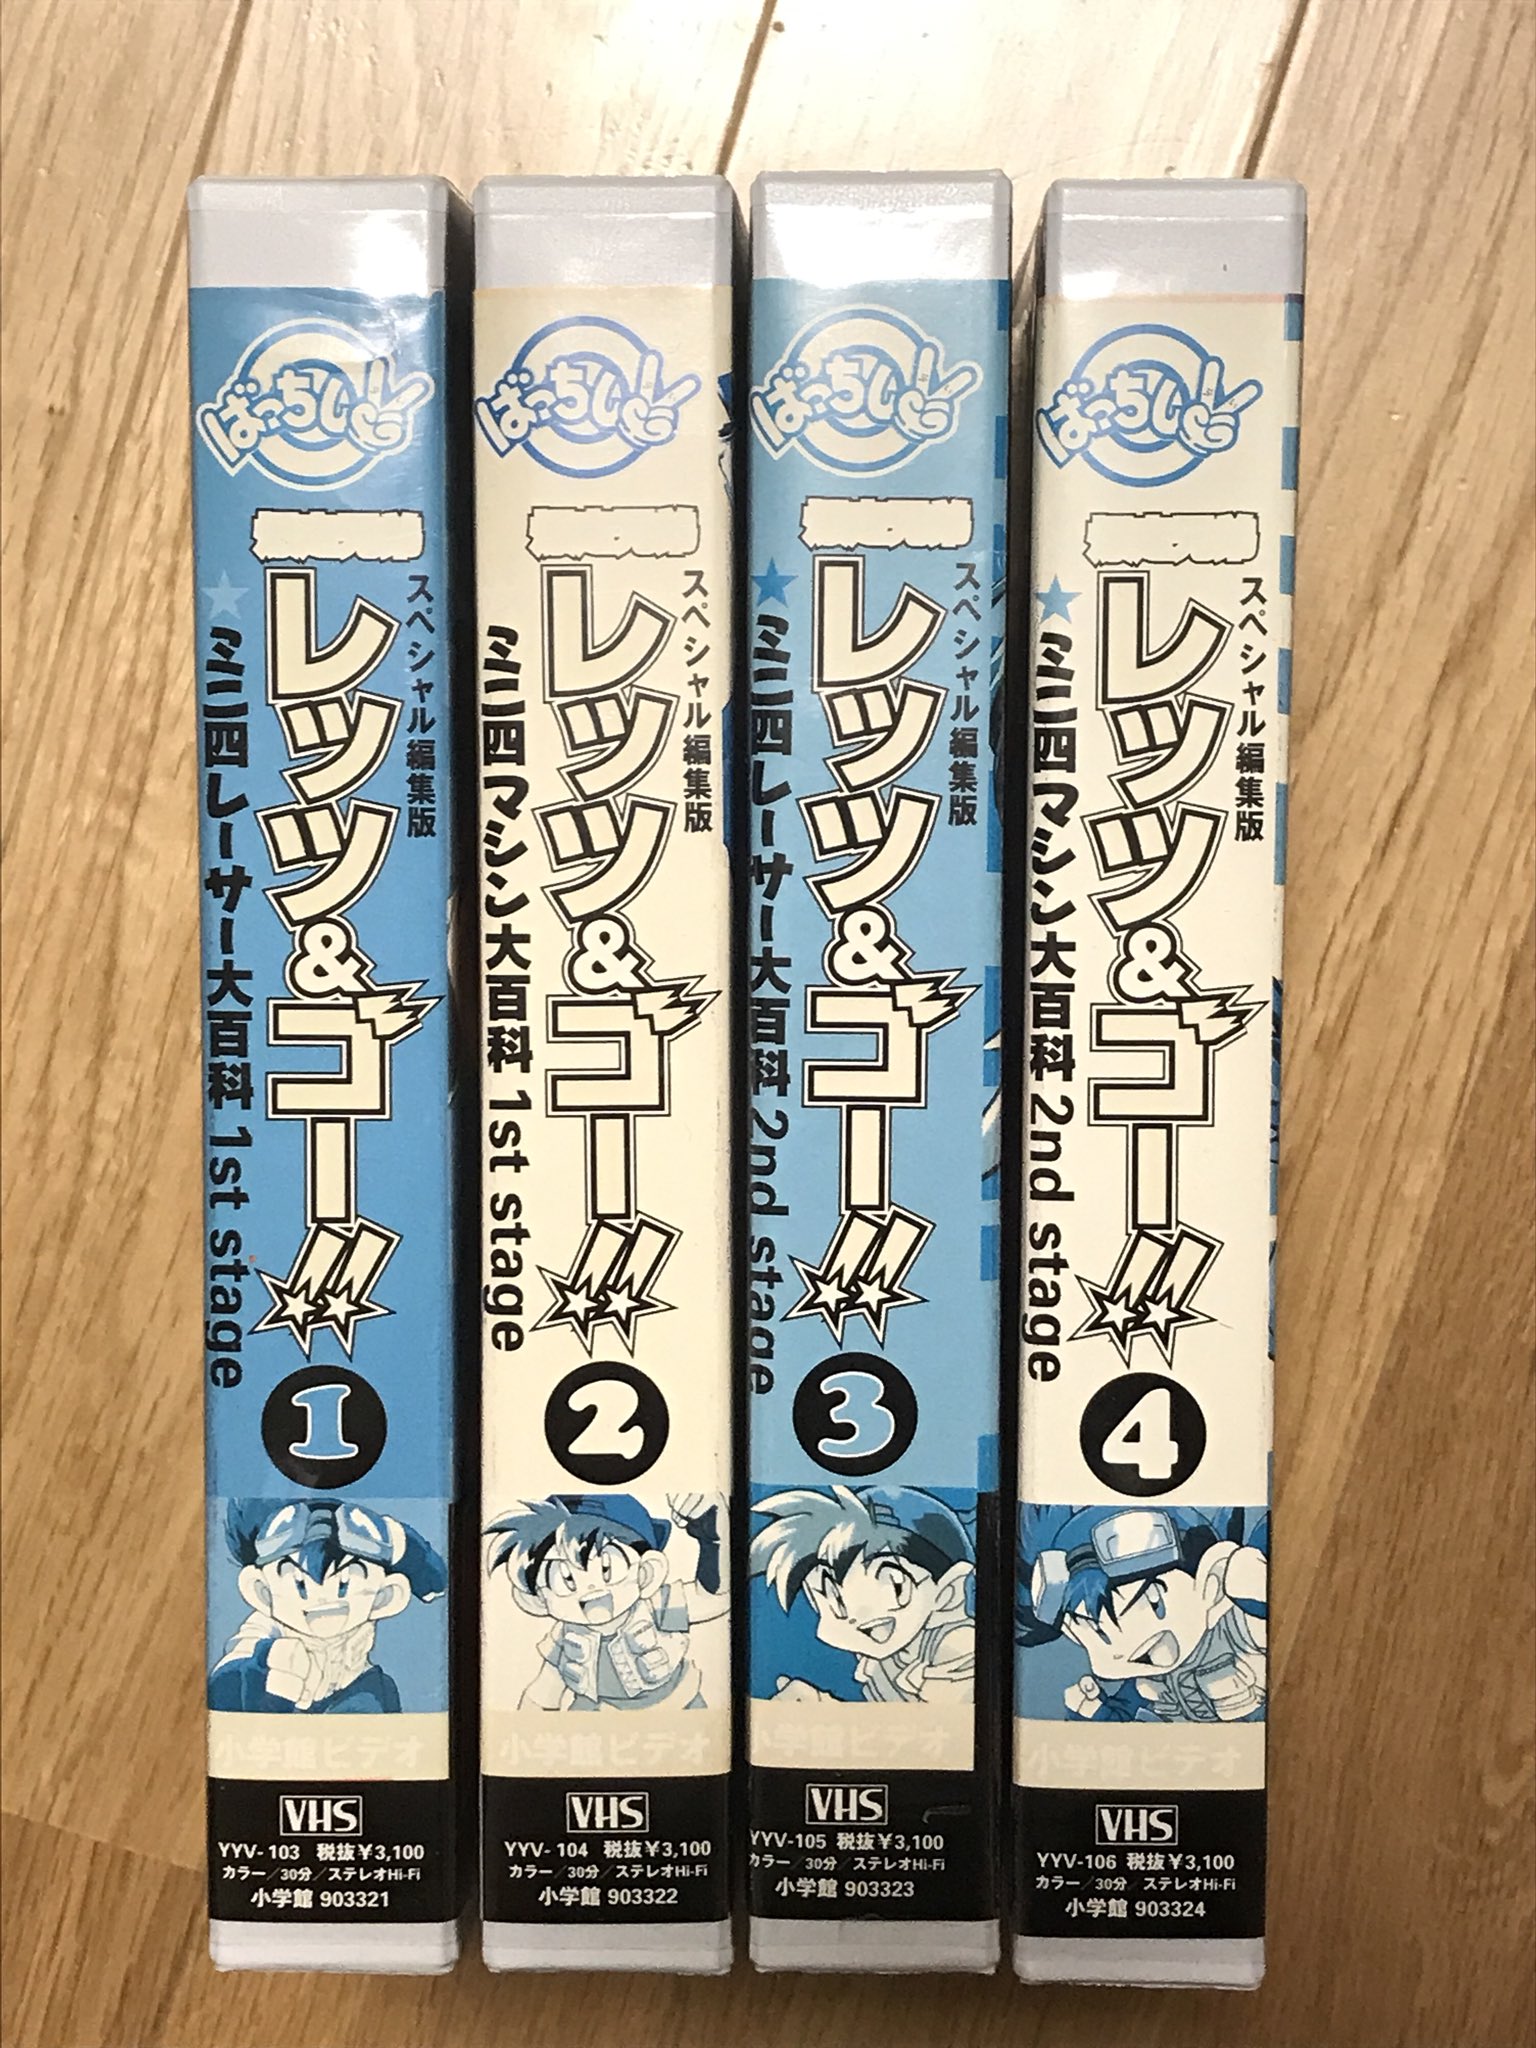 ばっちし
スペシャル編集版
レッツ&ゴー!!
ミニ四レーサー大百科 1st stage
1
小学館ビデオ
VHS
YYV-103 税抜¥3,100
カラー/30分/ステレオHi-Fi
小学館 903321
ばっちし
スペシャル編集版
レッツ&ゴー!!
ミニ四マシン大百科 1st stage
2
小学館ビデオ
VHS
YYV-104 税抜¥3,100
カラー/30分/ステレオHi-Fi
小学館 903322
ばっちし
スペシャル編集版
レッツ&ゴー!!
ミニ四レーサー大百科 2nd stage
3
小学館ビデオ
VHS
YYV-105 税抜¥3,100
カラー/30分/ステレオHi-Fi
小学館 903323
ばっちし
スペシャル編集版
レッツ&ゴー!!
ミニ四マシン大百科 2nd stage
4
小学館ビデオ
VHS
YYV-106 税抜¥3,100
カラー/30分/ステレオHi-Fi
小学館 903324